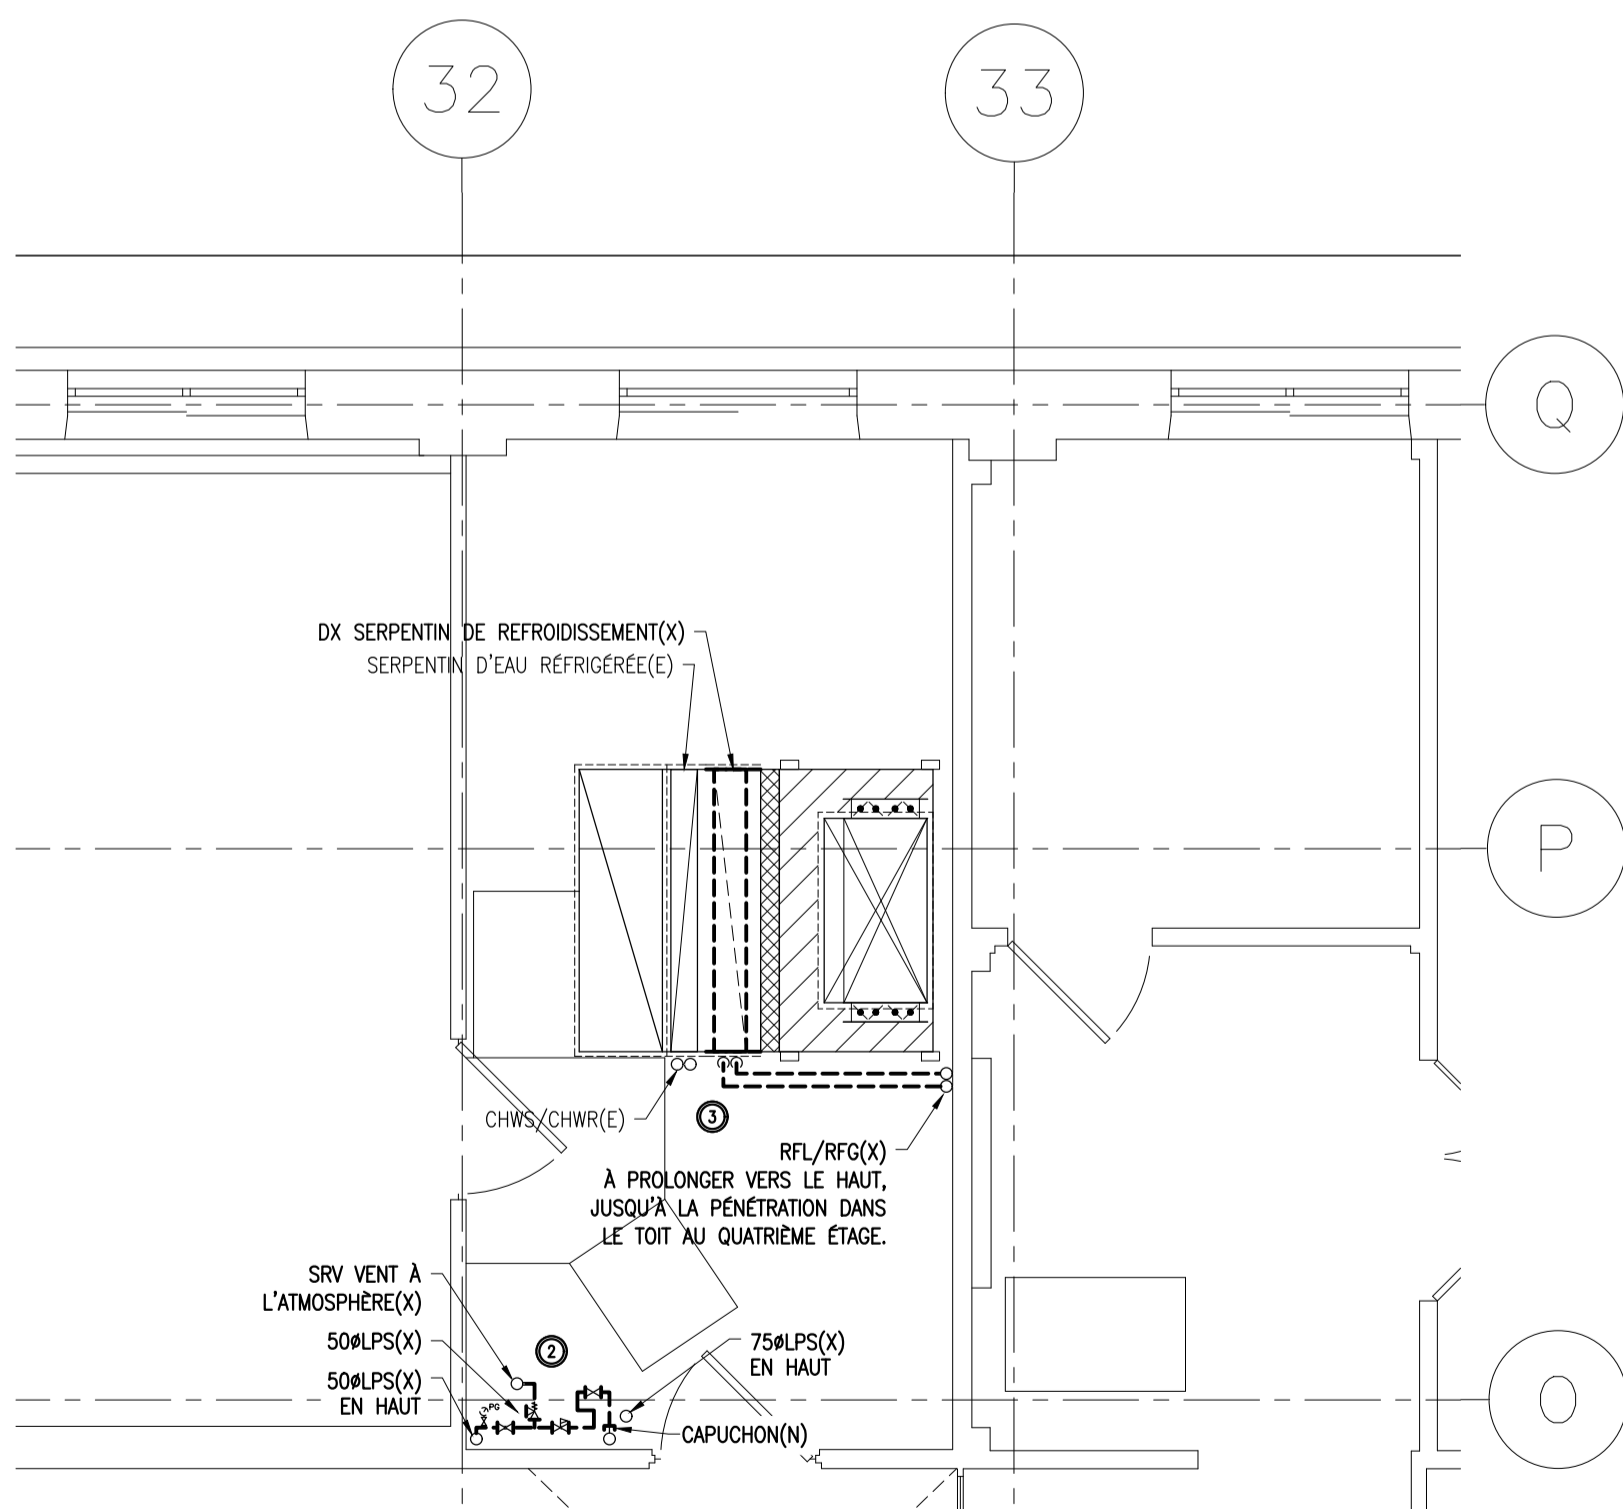 32
33
Q
DX SERPENTIN DE REFROIDISSEMENT(X)
SERPENTIN D'EAU RÉFRIGÉRÉE(E)
P
CHWS/CHWR(E)
3
RFL/RFG(X)
À PROLONGER VERS LE HAUT,
JUSQU'À LA PÉNÉTRATION DANS
LE TOIT AU QUATRIÈME ÉTAGE.
SRV VENT À
L'ATMOSPHÈRE(X)
50øLPS(X)
2
75øLPS(X)
EN HAUT
50øLPS(X)
EN HAUT
PG
O
CAPUCHON(N)